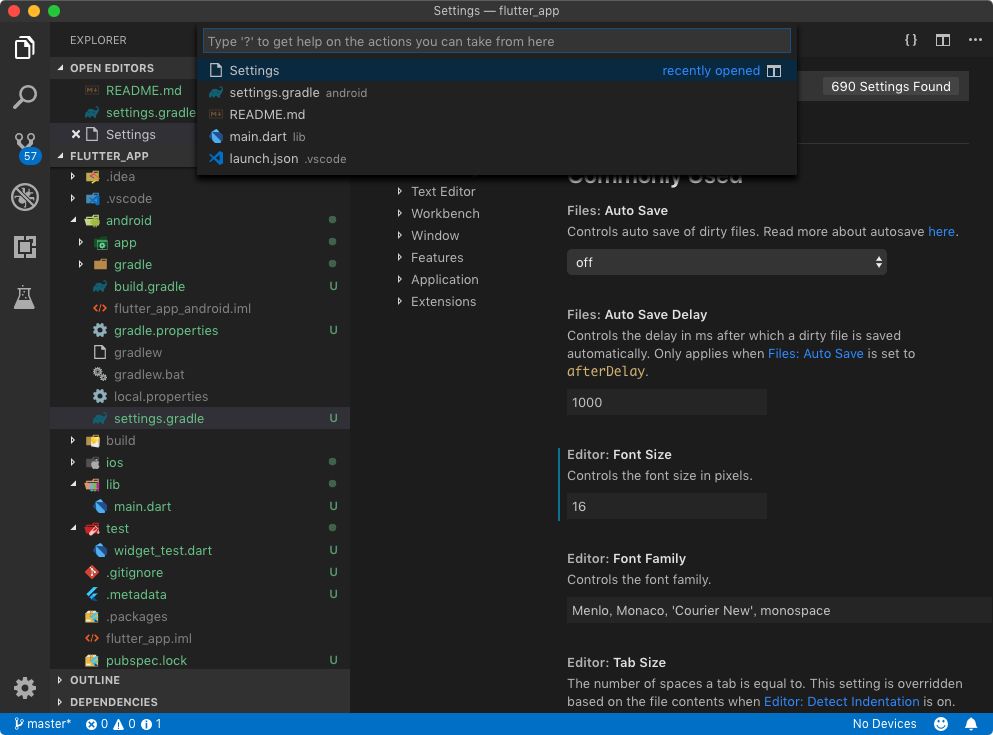 Settings — flutter_app
EXPLORER
Type '?' to get help on the actions you can take from here
Settings recently opened
settings.gradle android
README.md
main.dart lib
launch.json .vscode
OPEN EDITORS
README.md
settings.gradle
Settings
57
FLUTTER_APP
.idea
.vscode
android
app
gradle
build.gradle U
flutter_app_android.iml
gradle.properties U
gradlew
gradlew.bat
local.properties
settings.gradle U
build
ios
lib
main.dart U
test
widget_test.dart U
.gitignore U
.metadata U
.packages
flutter_app.iml
pubspec.lock U
OUTLINE
DEPENDENCIES
690 Settings Found
Text Editor
Workbench
Window
Features
Application
Extensions
Commonly Used
Files: Auto Save
Controls auto save of dirty files. Read more about autosave here.
off
Files: Auto Save Delay
Controls the delay in ms after which a dirty file is saved
automatically. Only applies when Files: Auto Save is set to
afterDelay.
1000
Editor: Font Size
Controls the font size in pixels.
16
Editor: Font Family
Controls the font family.
Menlo, Monaco, 'Courier New', monospace
Editor: Tab Size
The number of spaces a tab is equal to. This setting is overridden
based on the file contents when Editor: Detect Indentation is on.
master* 0 0 1 No Devices